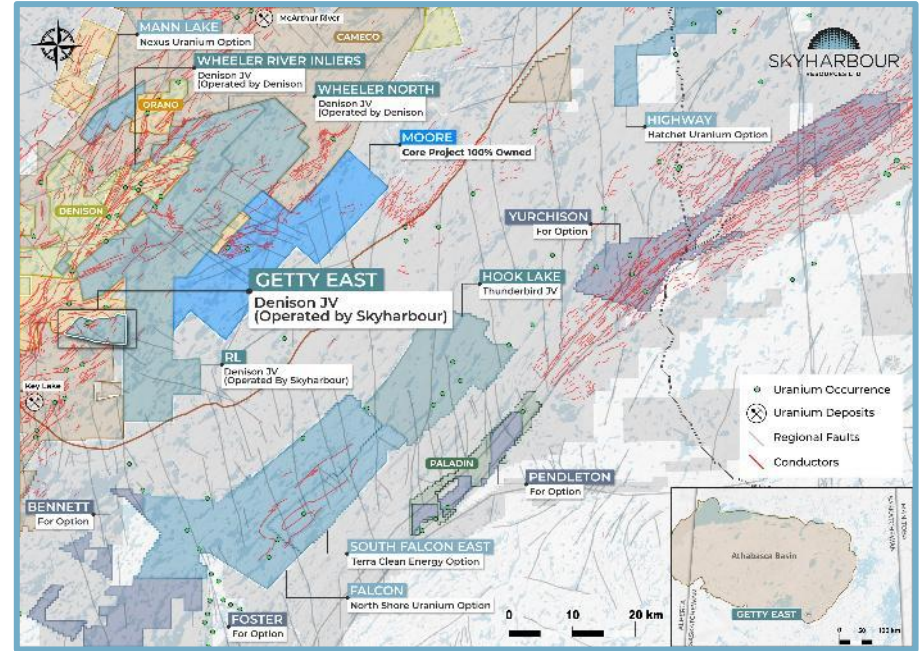 MANN LAKE
Nexus Uranium Option
McArthur River
CAMECO
SKYHARBOUR
RESOURCES LTD
WHEELER RIVER INLIERS
Denison JV
(Operated by Denison
ORANO
WHEELER NORTH
Denison JV
(Operated by Denison
MOORE
Core Project 100% Owned
HIGHWAY
Hatchet Uranium Option
DENISON
YURCHISON
For Option
GETTY EAST
Denison JV
(Operated by Skyharbour)
HOOK LAKE
Thunderbird JV
RL
Denison JV
(Operated By Skyharbour)
Key Lake
Uranium Occurrence
Uranium Deposits
Regional Faults
Conductors
PALADIN
PENDLETON
For Option
BENNETT
For Option
SOUTH FALCON EAST
Terra Clean Energy Option
FALCON
North Shore Uranium Option
FOSTER
For Option
0 10 20 km
Athabasca Basin
GETTY EAST
ALBERTA
SASKATCHEWAN